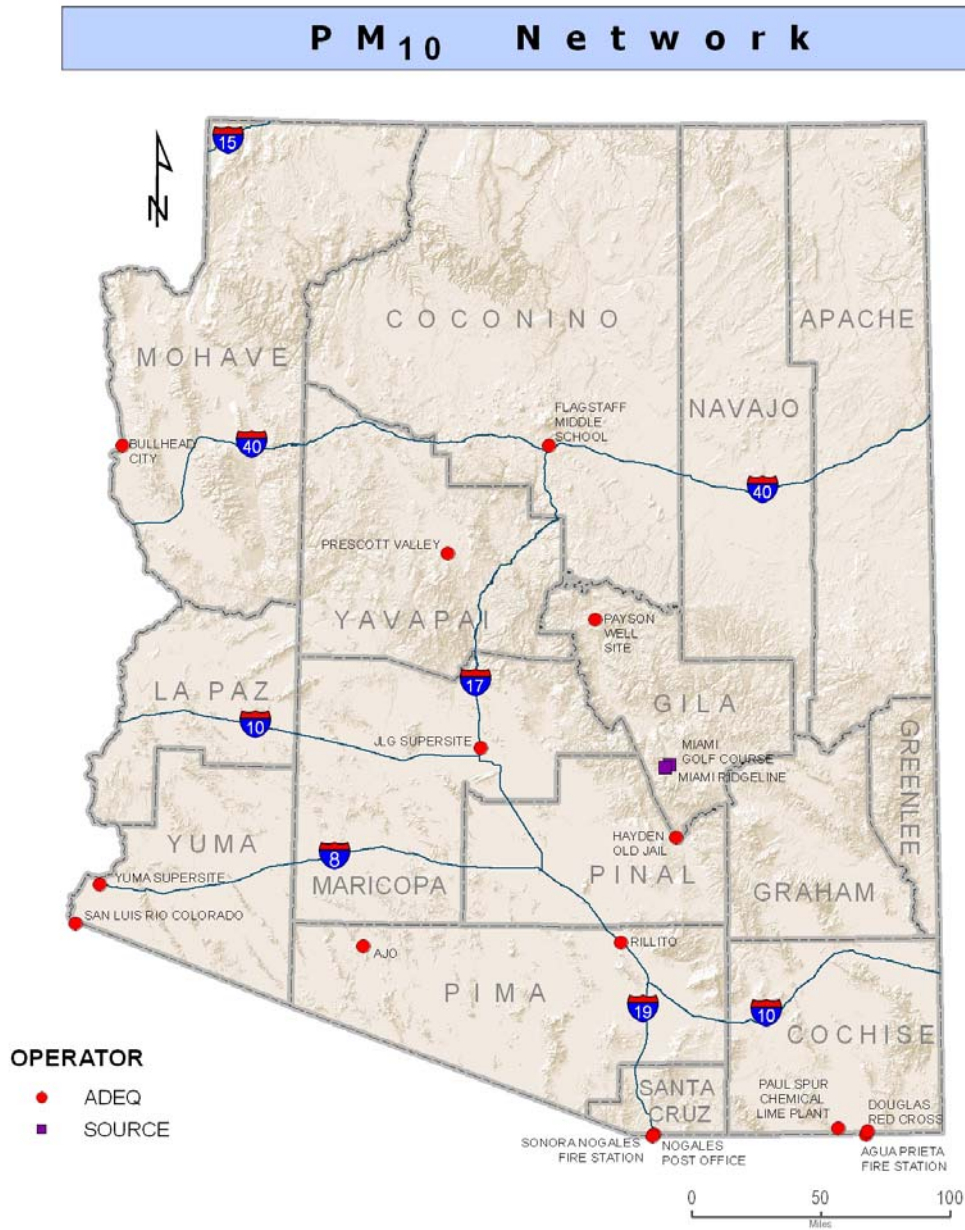 PM10 Network
15
N
COCONINO
APACHE
MOHAVE
NAVAJO
FLAGSTAFF
MIDDLE
SCHOOL
BULLHEAD
CITY
40
40
PRESCOTT VALLEY
YAVAPAI
PAYSON
WELL
SITE
17
LA PAZ
10
GILA
GREENLEE
JLG SUPERSITE
MIAMI
GOLF COURSE
MIAMI RIDGELINE
YUMA
8
HAYDEN
OLD JAIL
PINAL
MARICOPA
GRAHAM
YUMA SUPERSITE
SAN LUIS RIO COLORADO
AJO
RILLITO
PIMA
19
10
COCHISE
OPERATOR
ADEQ
SOURCE
SANTA
CRUZ
PAUL SPUR
CHEMICAL
LIME PLANT
DOUGLAS
RED CROSS
SONORA NOGALES
FIRE STATION
NOGALES
POST OFFICE
AGUA PRIETA
FIRE STATION
0 50 100
Miles